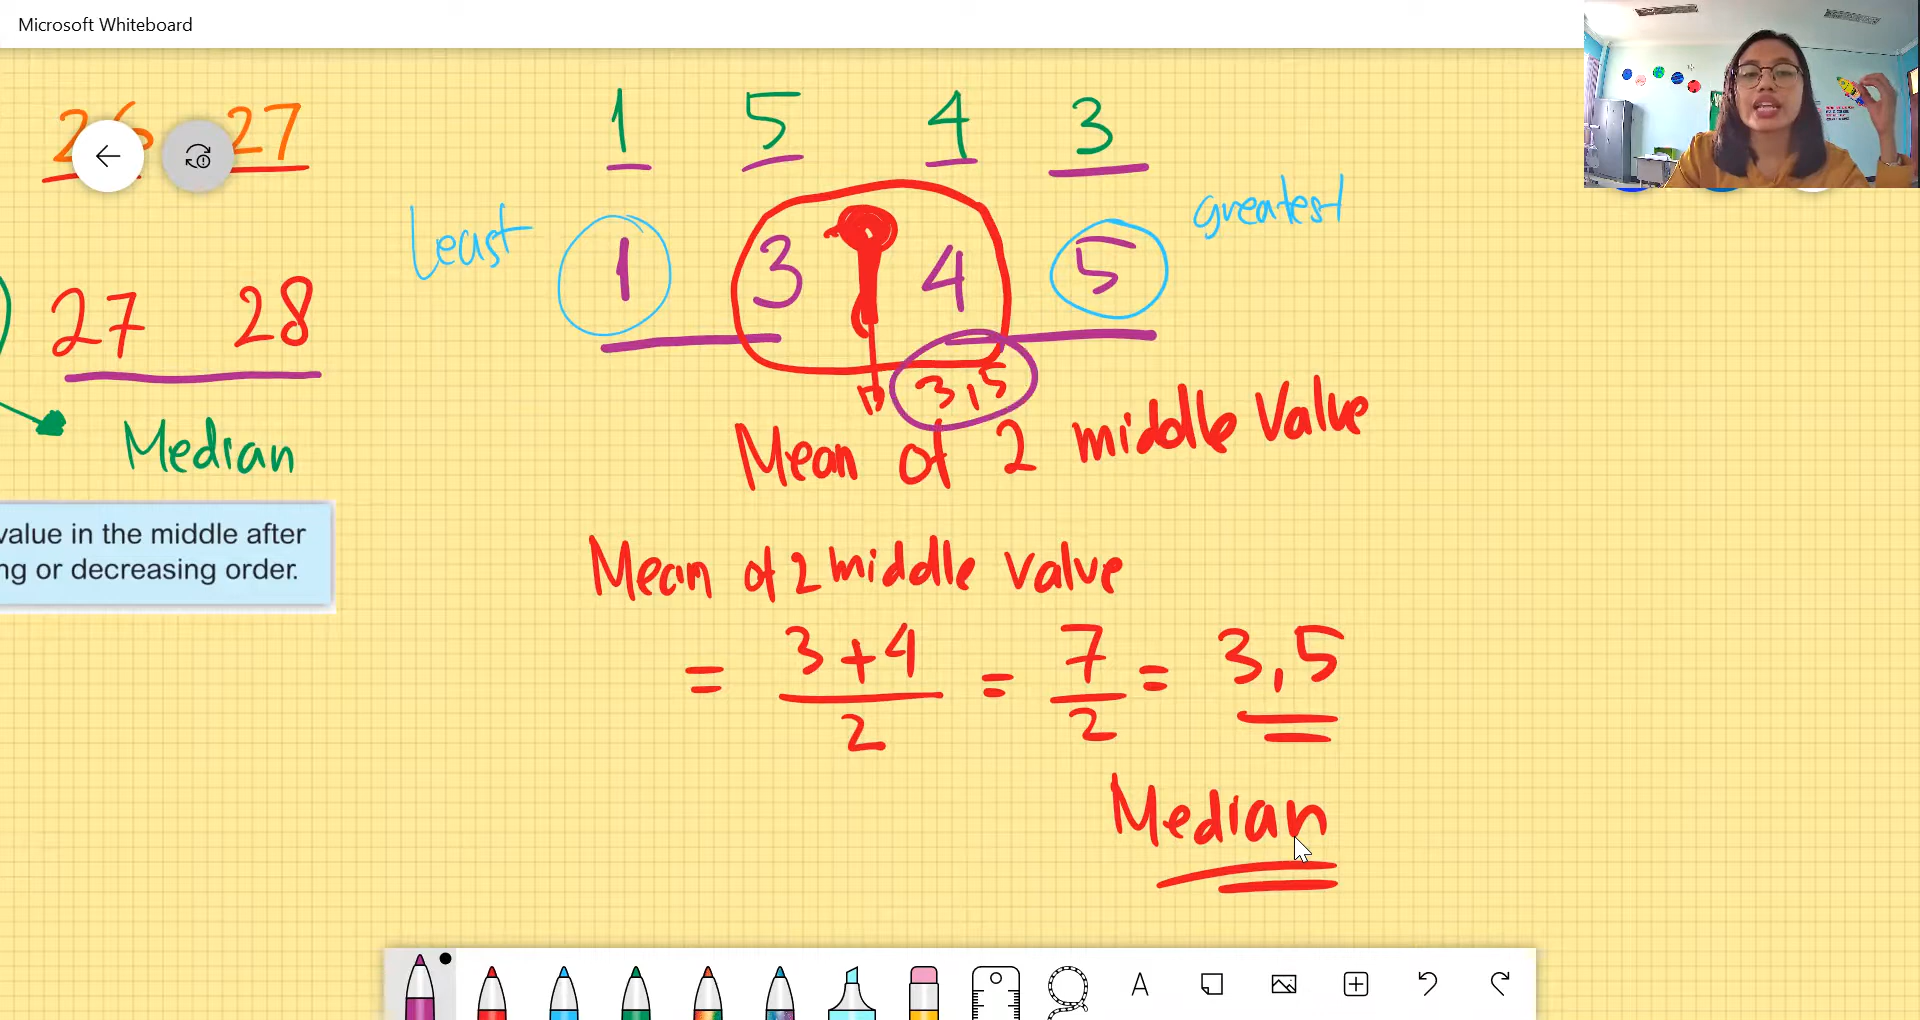 Microsoft Whiteboard
26 27
1 5 4 3
Least 1 3 4 5 greatest
27 28
3,5
Median
Mean of 2 middle Value
value in the middle after
ng or decreasing order.
Mean of 2 middle value
= 3+4/2 = 7/2 = 3,5
Median
A